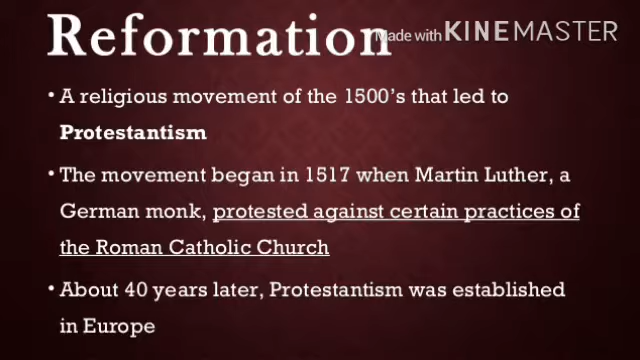 Reformation
Made with KINEMASTER
• A religious movement of the 1500's that led to
Protestantism
• The movement began in 1517 when Martin Luther, a
German monk, protested against certain practices of
the Roman Catholic Church
• About 40 years later, Protestantism was established
in Europe